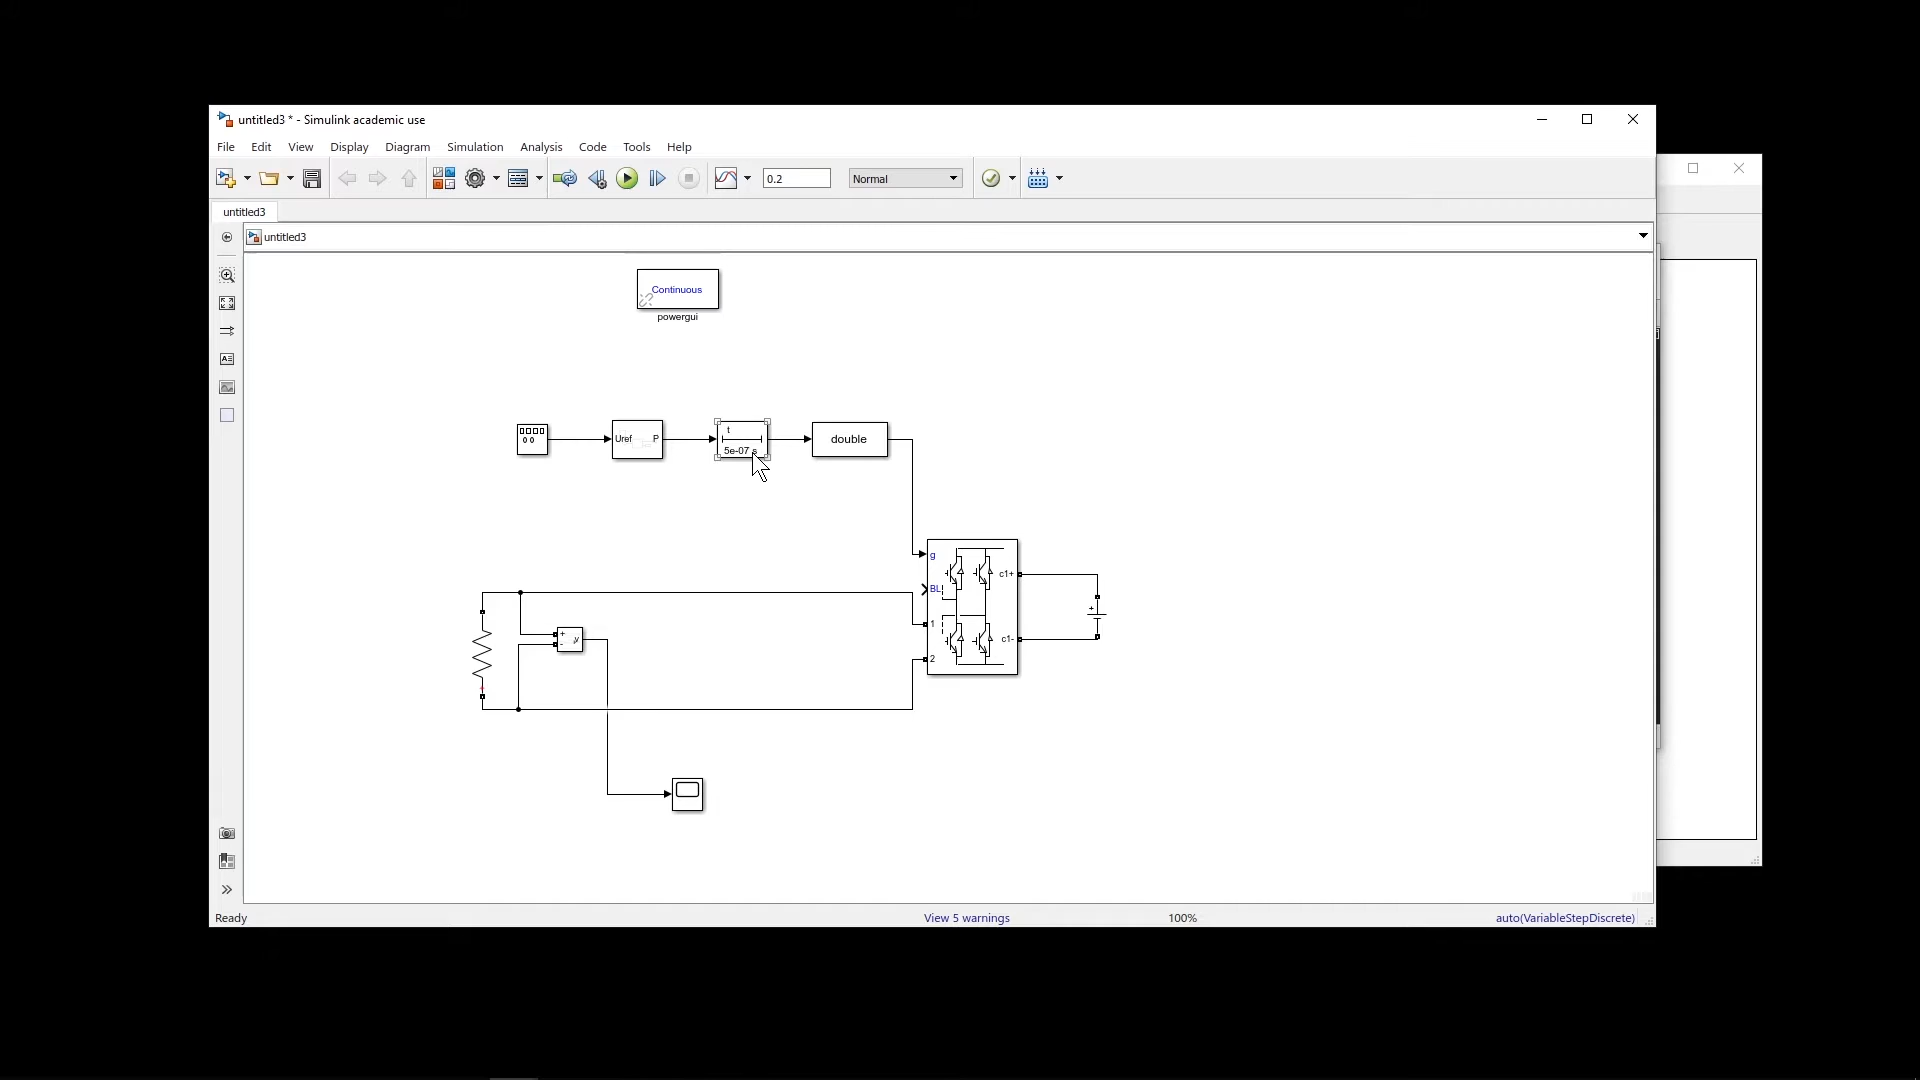 untitled3 * - Simulink academic use
File Edit View Display Diagram Simulation Analysis Code Tools Help
0.2 Normal
untitled3
untitled3
Continuous
powergui
Uref P
t
5e-07 s
double
g
BL
1
2
c1+
c1-
+
-
v
+
Ready View 5 warnings 100% auto(VariableStepDiscrete)